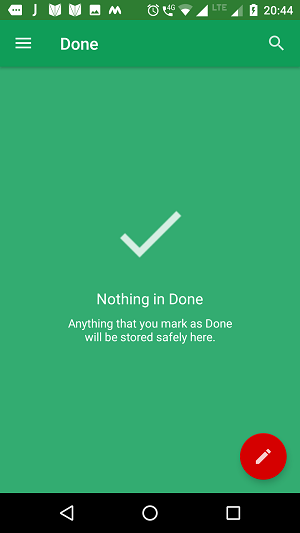 J 4G LTE 20:44
Done
Nothing in Done
Anything that you mark as Done
will be stored safely here.